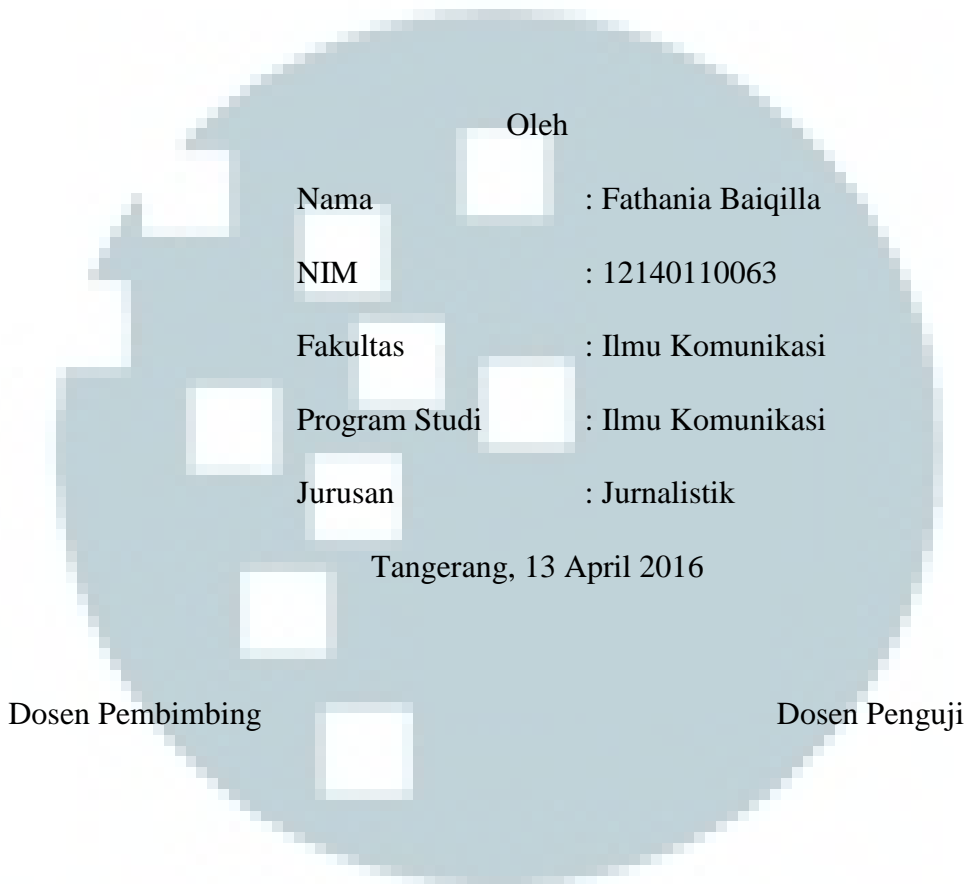 Oleh
Nama : Fathania Baiqilla
NIM : 12140110063
Fakultas : Ilmu Komunikasi
Program Studi : Ilmu Komunikasi
Jurusan : Jurnalistik
Tangerang, 13 April 2016
Dosen Pembimbing Dosen Penguji